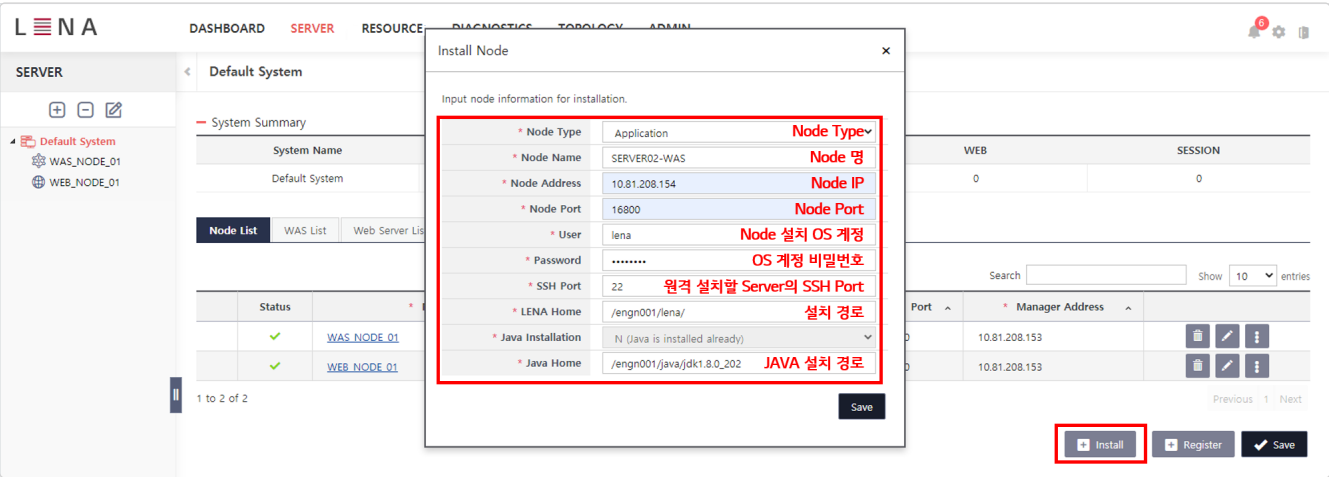 LENA
DASHBOARD SERVER RESOURCE DIAGNOSTICS TOPOLOGY ADMIN
6
SERVER
Default System
Default System
WAS_NODE_01
WEB_NODE_01
System Summary
System Name WEB SESSION
Default System 0 0
Node List WAS List Web Server Lis
Search Show 10 entries
Status * Port * Manager Address
WAS_NODE_01 10.81.208.153
WEB_NODE_01 10.81.208.153
1 to 2 of 2
Previous 1 Next
Install Register Save
Install Node ×
Input node information for installation.
* Node Type Application Node Type
* Node Name SERVER02-WAS Node 명
* Node Address 10.81.208.154 Node IP
* Node Port 16800 Node Port
* User lena Node 설치 OS 계정
* Password •••••••• OS 계정 비밀번호
* SSH Port 22 원격 설치할 Server의 SSH Port
* LENA Home /engn001/lena/ 설치 경로
* Java Installation N (Java is installed already)
* Java Home /engn001/java/jdk1.8.0_202 JAVA 설치 경로
Save